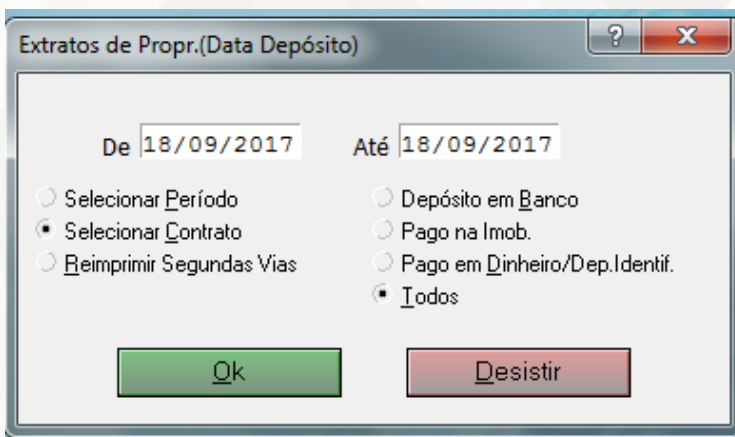 Extratos de Propr.(Data Depósito)
De 18/09/2017 Até 18/09/2017
Selecionar Período
Selecionar Contrato
Reimprimir Segundas Vias
Depósito em Banco
Pago na Imob.
Pago em Dinheiro/Dep.Identif.
Todos
Ok Desistir